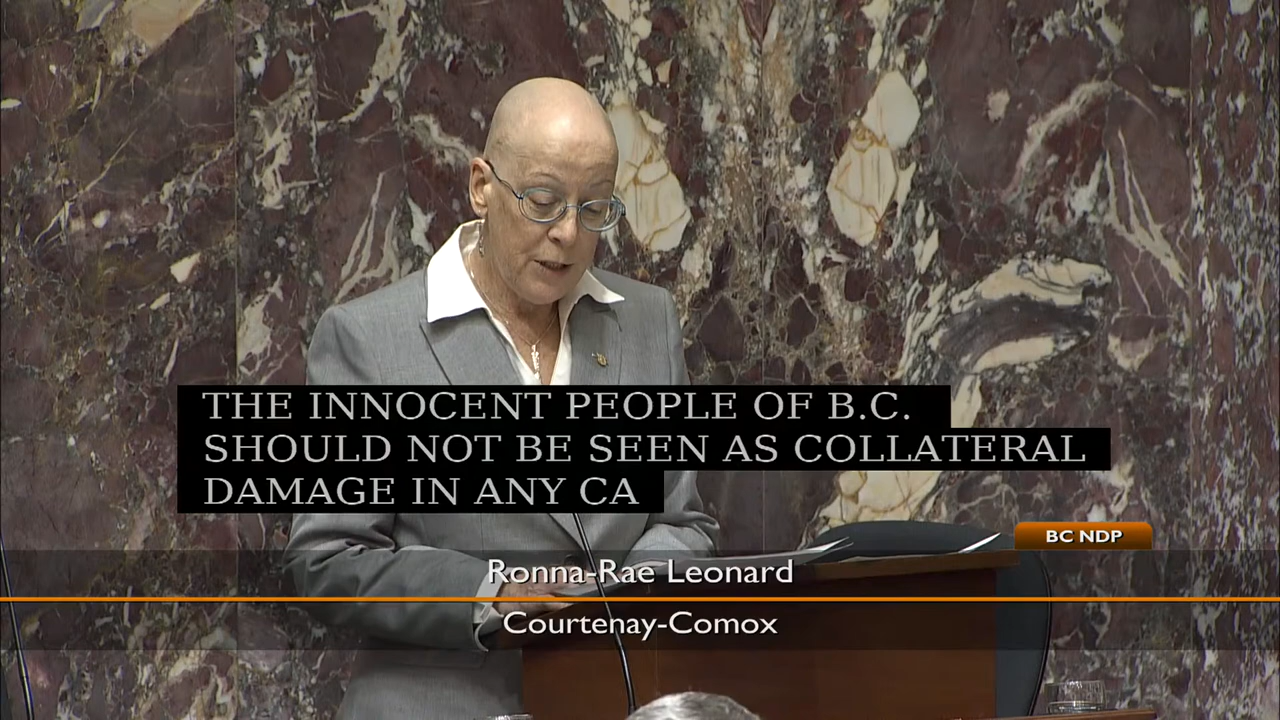 THE INNOCENT PEOPLE OF B.C.
SHOULD NOT BE SEEN AS COLLATERAL
DAMAGE IN ANY CA
BC NDP
Ronna-Rae Leonard
Courtenay-Comox